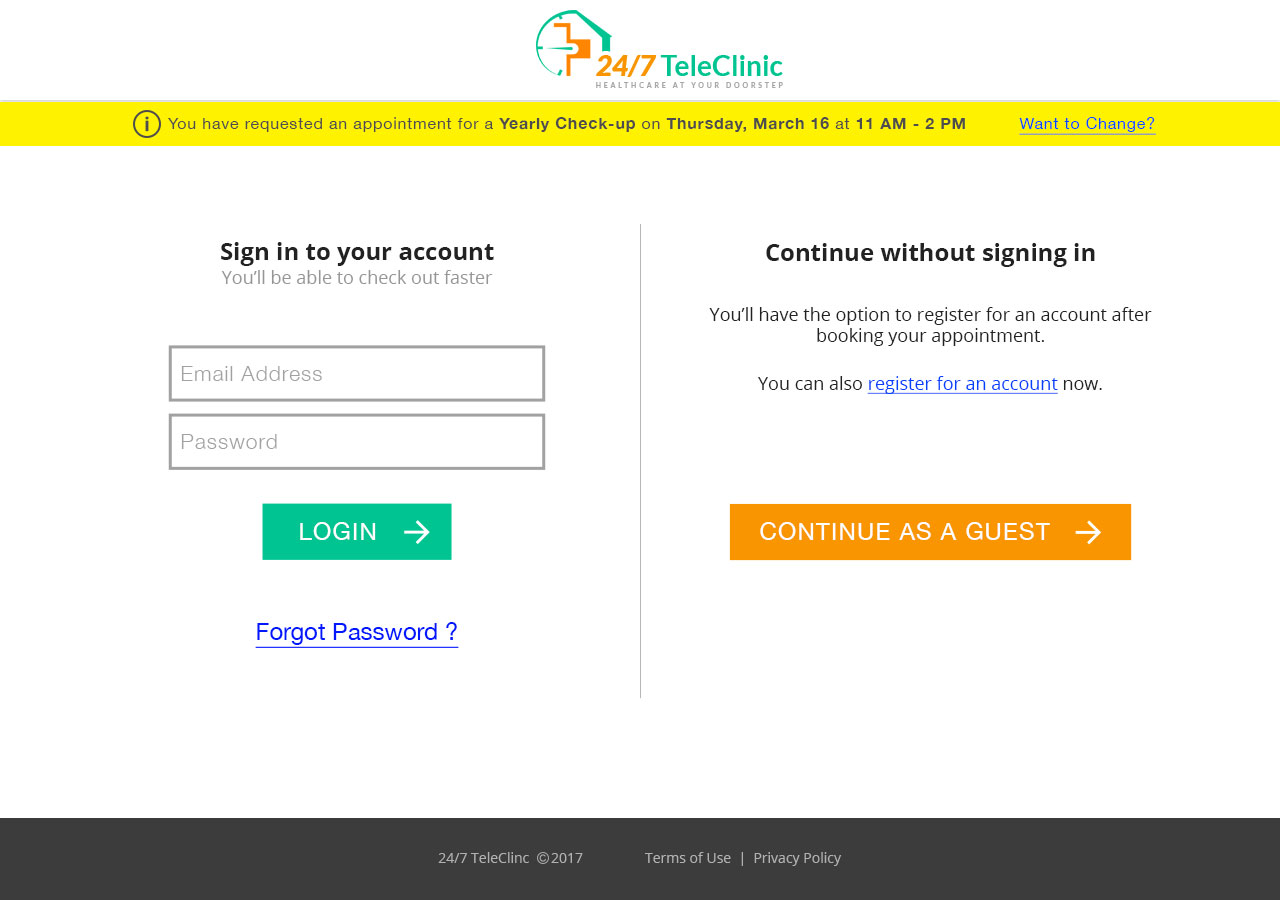 24/7 TeleClinic
HEALTHCARE AT YOUR DOORSTEP
You have requested an appointment for a Yearly Check-up on Thursday, March 16 at 11 AM - 2 PM
Want to Change?
Sign in to your account
You'll be able to check out faster
Email Address
Password
LOGIN
Forgot Password ?
Continue without signing in
You'll have the option to register for an account after
booking your appointment.
You can also register for an account now.
CONTINUE AS A GUEST
24/7 TeleClinc ©2017
Terms of Use | Privacy Policy